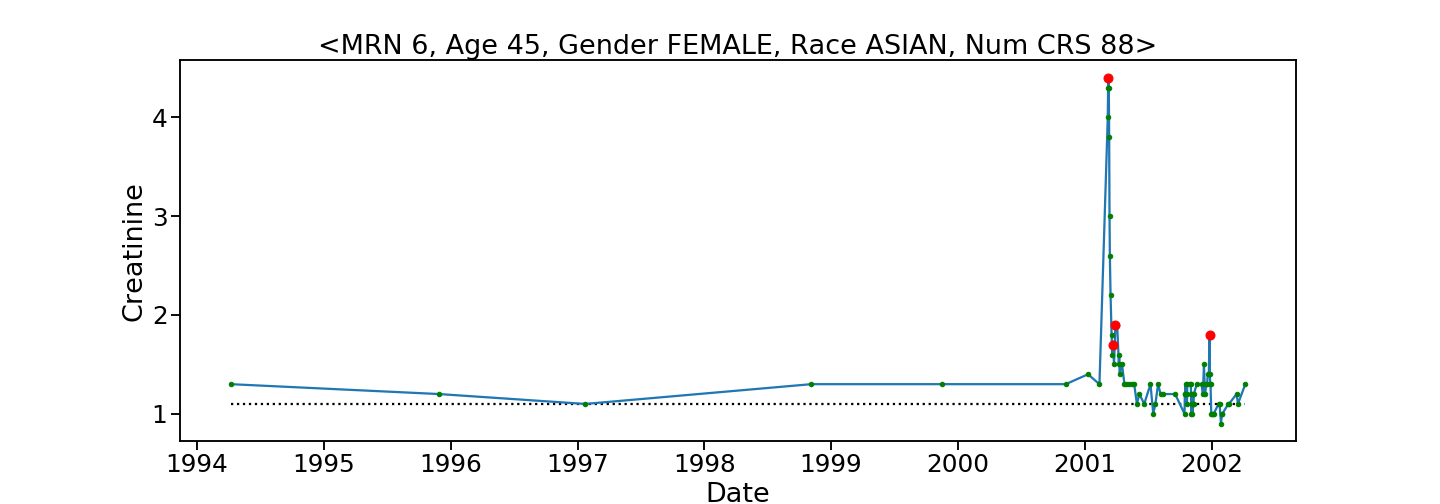 <MRN 6, Age 45, Gender FEMALE, Race ASIAN, Num CRS 88>
Creatinine
4
3
2
1
1994 1995 1996 1997 1998 1999 2000 2001 2002
Date